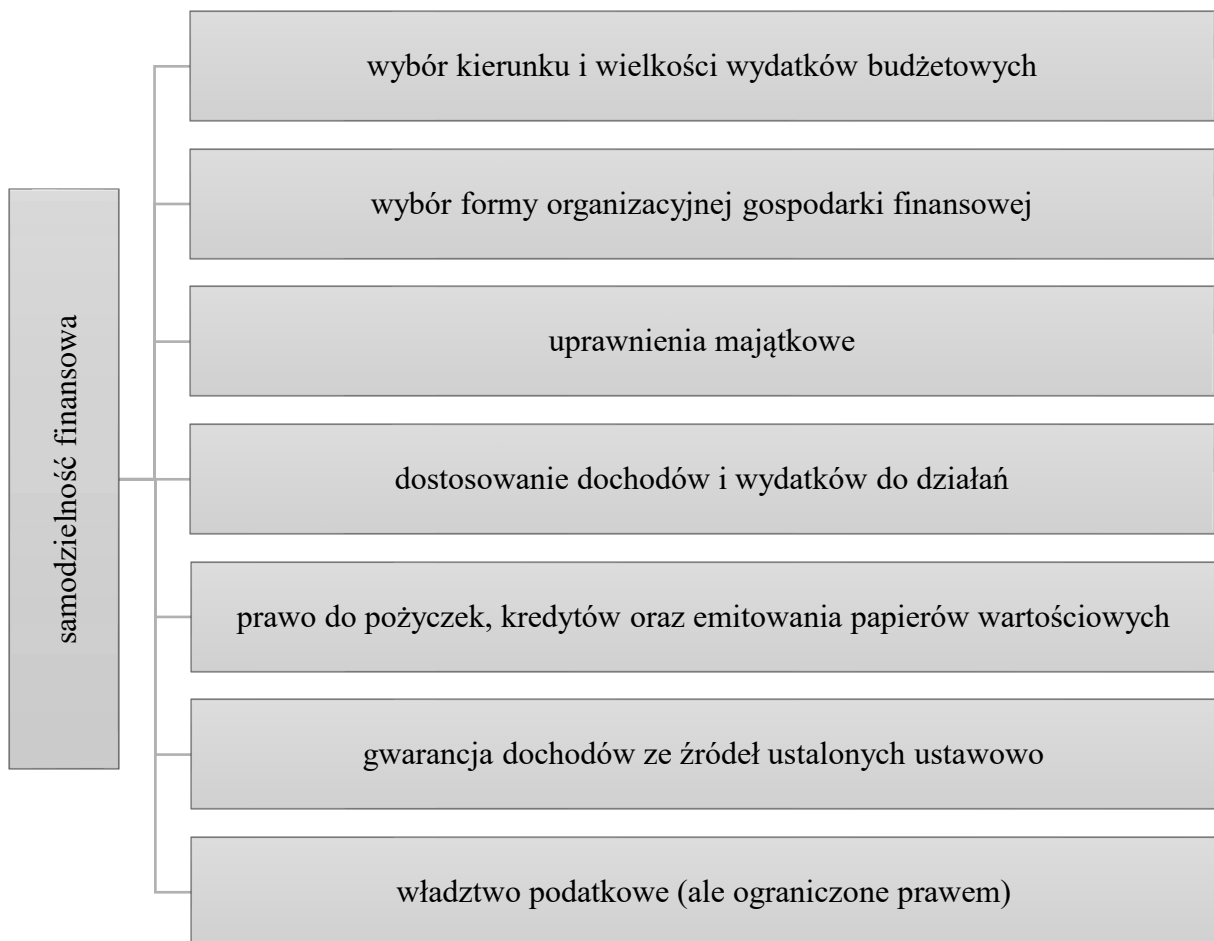 samodzielność finansowa
wybór kierunku i wielkości wydatków budżetowych
wybór formy organizacyjnej gospodarki finansowej
uprawnienia majątkowe
dostosowanie dochodów i wydatków do działań
prawo do pożyczek, kredytów oraz emitowania papierów wartościowych
gwarancja dochodów ze źródeł ustalonych ustawowo
władztwo podatkowe (ale ograniczone prawem)